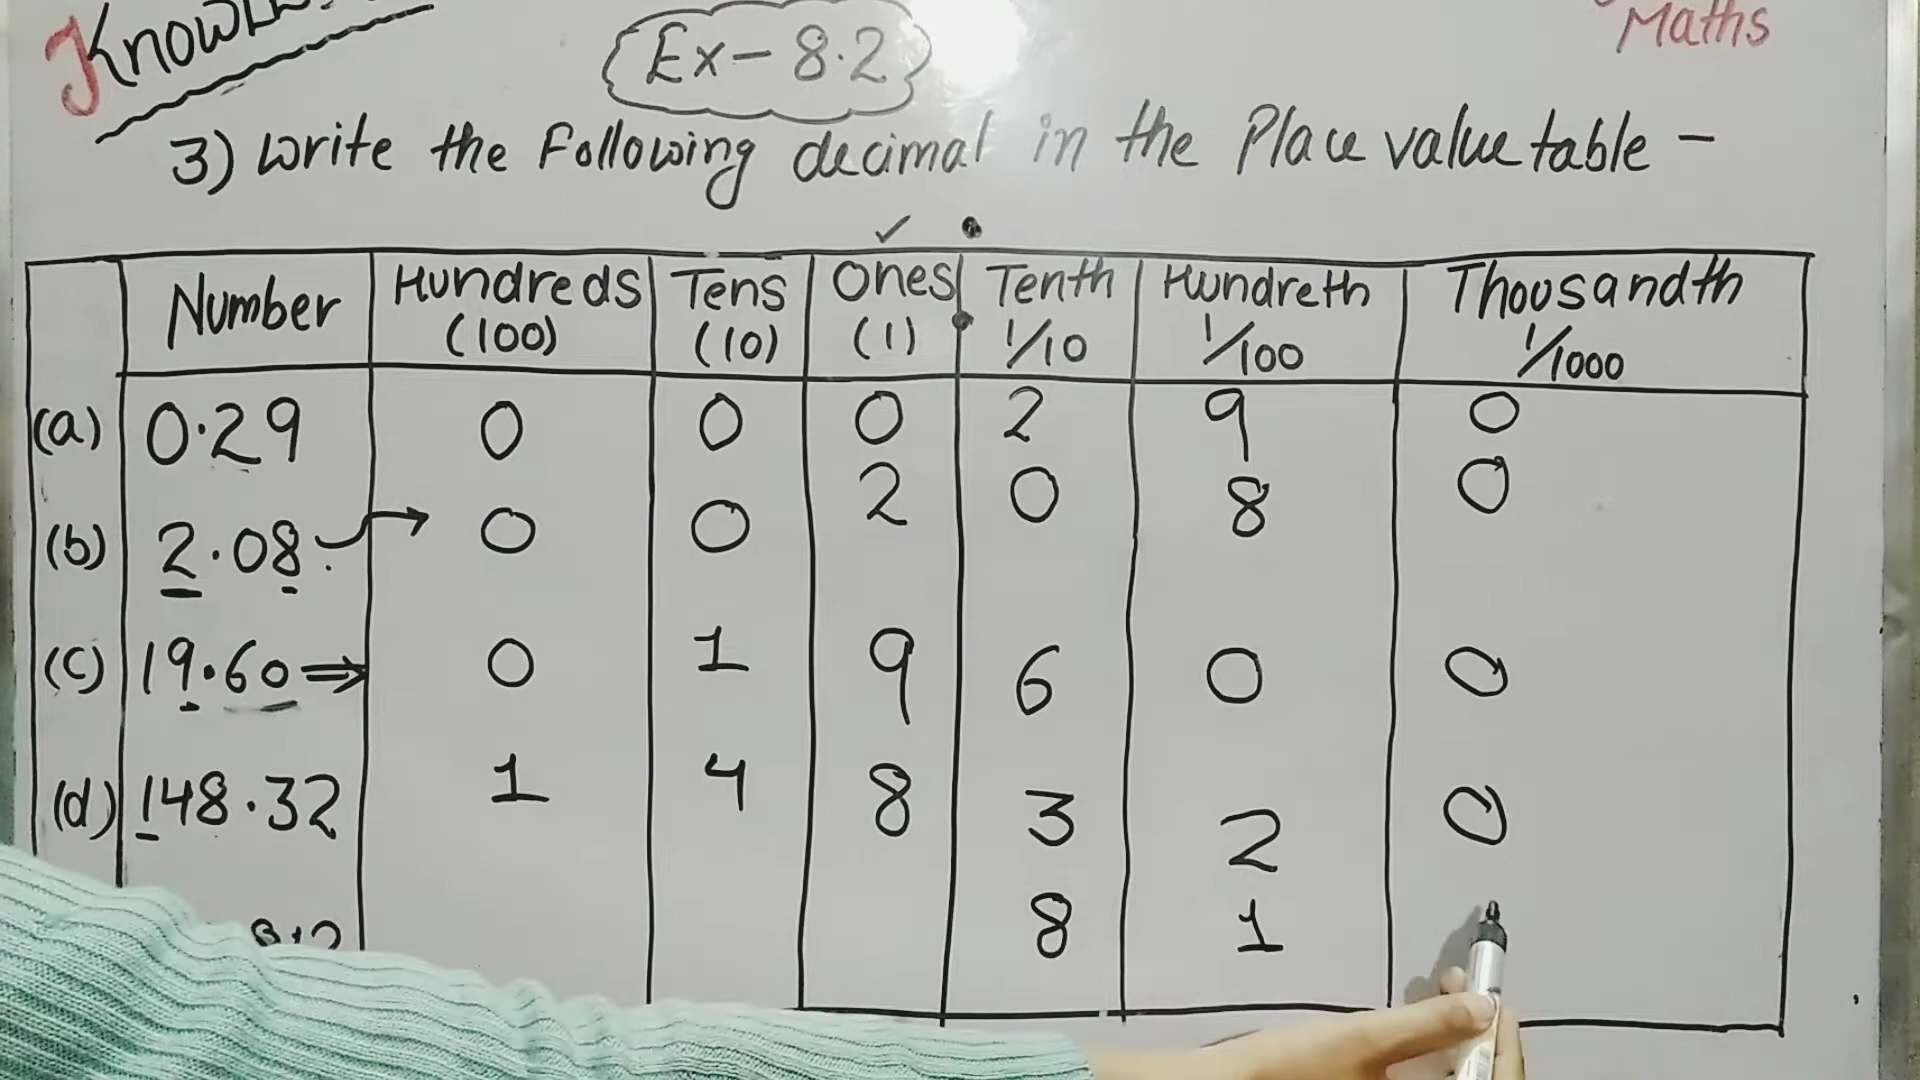 Ex-8.2
Maths
3) Write the Following decimal in the Place value table -
Number Hundreds (100) Tens (10) Ones (1) Tenth 1/10 Hundreth 1/100 Thousandth 1/1000
(a) 0.29 0 0 0 2 9 0
(b) 2.08 0 0 2 0 8 0
(c) 19.60 ⇒ 0 1 9 6 0 0
(d) 148.32 1 4 8 3 2 0
8 1